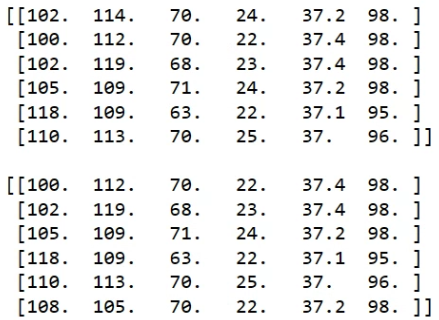 [[102. 114. 70. 24. 37.2 98. ]
[100. 112. 70. 22. 37.4 98. ]
[102. 119. 68. 23. 37.4 98. ]
[105. 109. 71. 24. 37.2 98. ]
[118. 109. 63. 22. 37.1 95. ]
[110. 113. 70. 25. 37. 96. ]]
[[100. 112. 70. 22. 37.4 98. ]
[102. 119. 68. 23. 37.4 98. ]
[105. 109. 71. 24. 37.2 98. ]
[118. 109. 63. 22. 37.1 95. ]
[110. 113. 70. 25. 37. 96. ]
[108. 105. 70. 22. 37.2 98. ]]